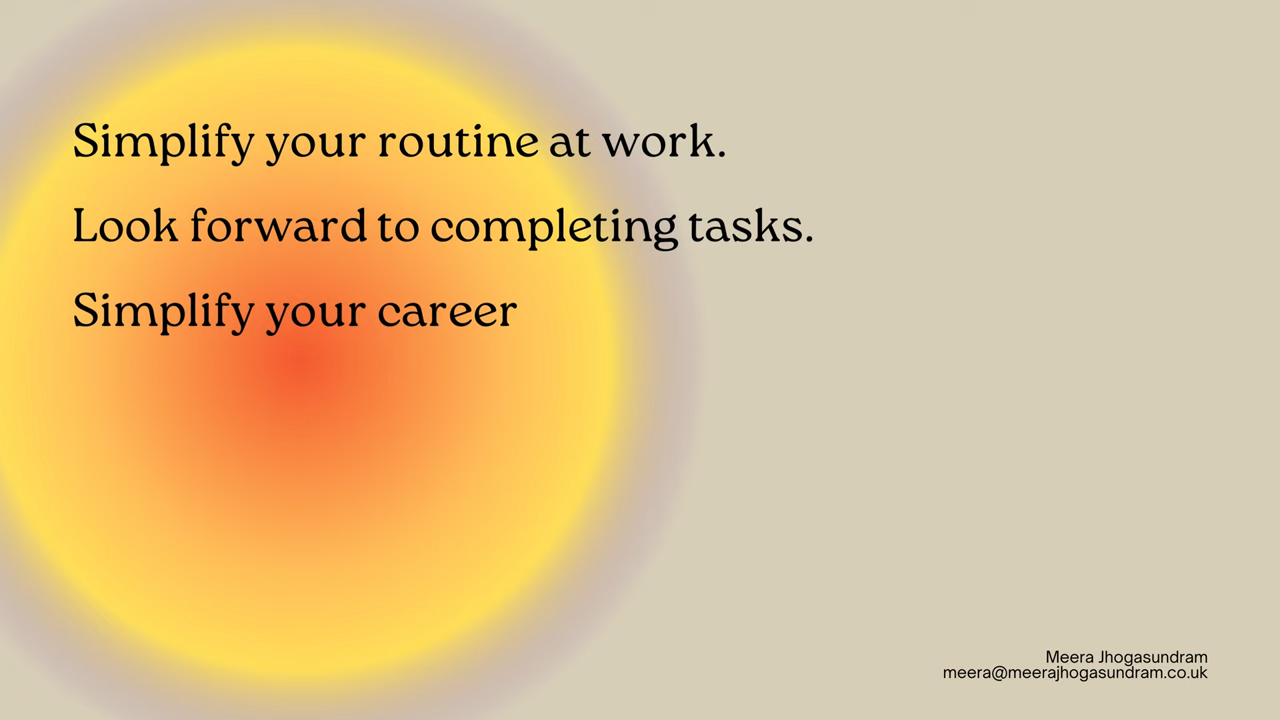 Simplify your routine at work.
Look forward to completing tasks.
Simplify your career
Meera Jhogasundram
meera@meerajhogasundram.co.uk